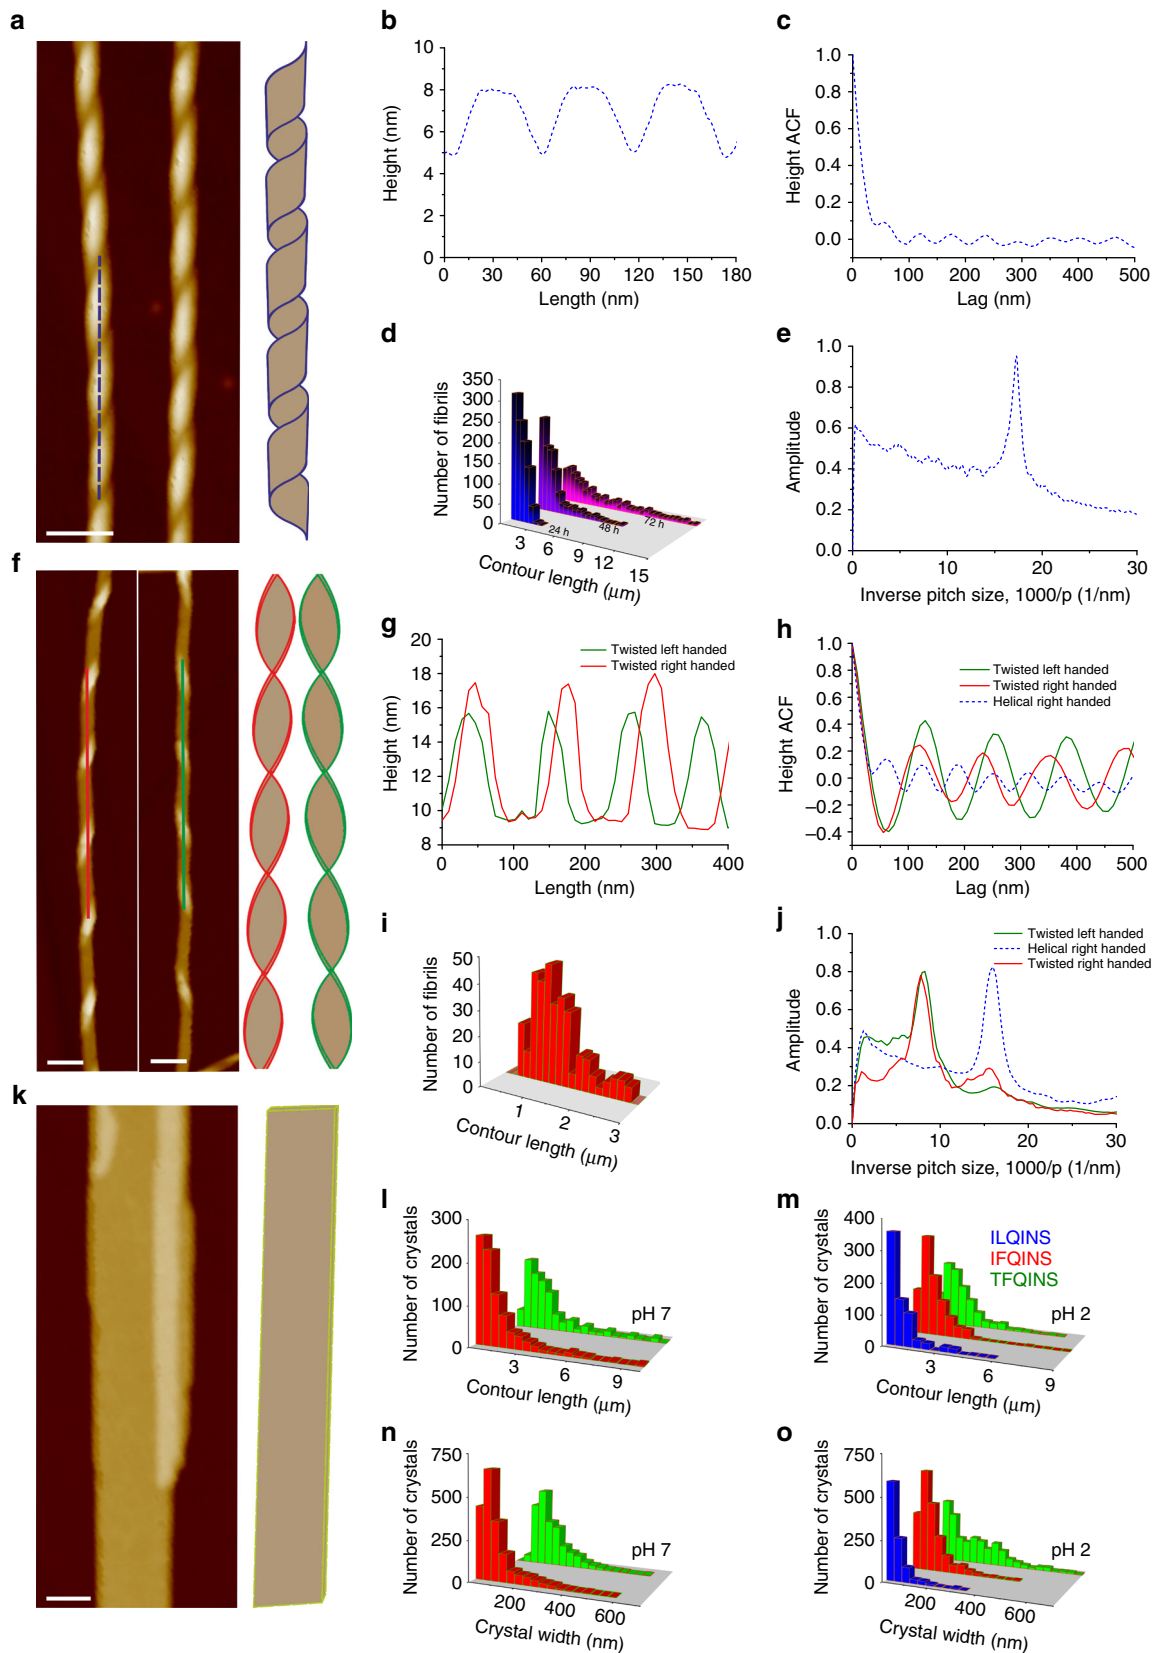 a
b
10
8
6
4
2
0
Height (nm)
0 30 60 90 120 150 180
Length (nm)
c
1.0
0.8
0.6
0.4
0.2
0.0
Height ACF
0 100 200 300 400 500
Lag (nm)
d
350
300
250
200
150
100
50
0
Number of fibrils
24 h
48 h
72 h
3 6 9 12 15
Contour length (μm)
e
1.0
0.8
0.6
0.4
0.2
0.0
Amplitude
0 10 20 30
Inverse pitch size, 1000/p (1/nm)
f
g
20
18
16
14
12
10
8
Height (nm)
Twisted left handed
Twisted right handed
0 100 200 300 400
Length (nm)
h
1.0
0.8
0.6
0.4
0.2
0.0
−0.2
−0.4
Height ACF
Twisted left handed
Twisted right handed
Helical right handed
0 100 200 300 400 500
Lag (nm)
i
50
40
30
20
10
0
Number of fibrils
1 2 3
Contour length (μm)
j
1.0
0.8
0.6
0.4
0.2
0.0
Amplitude
Twisted left handed
Helical right handed
Twisted right handed
0 10 20 30
Inverse pitch size, 1000/p (1/nm)
k
l
300
200
100
0
Number of crystals
pH 7
3 6 9
Contour length (μm)
m
400
300
200
100
0
Number of crystals
ILQINS
IFQINS
TFQINS
pH 2
3 6 9
Contour length (μm)
n
750
500
250
0
Number of crystals
pH 7
200 400 600
Crystal width (nm)
o
750
500
250
0
Number of crystals
pH 2
200 400 600
Crystal width (nm)